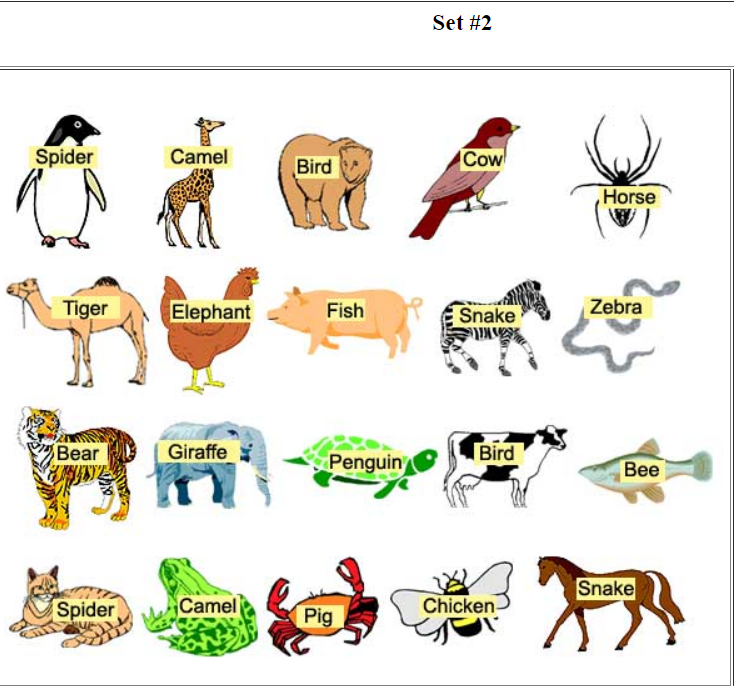 Set #2
Spider Camel Bird Cow Horse
Tiger Elephant Fish Snake Zebra
Bear Giraffe Penguin Bird Bee
Spider Camel Pig Chicken Snake